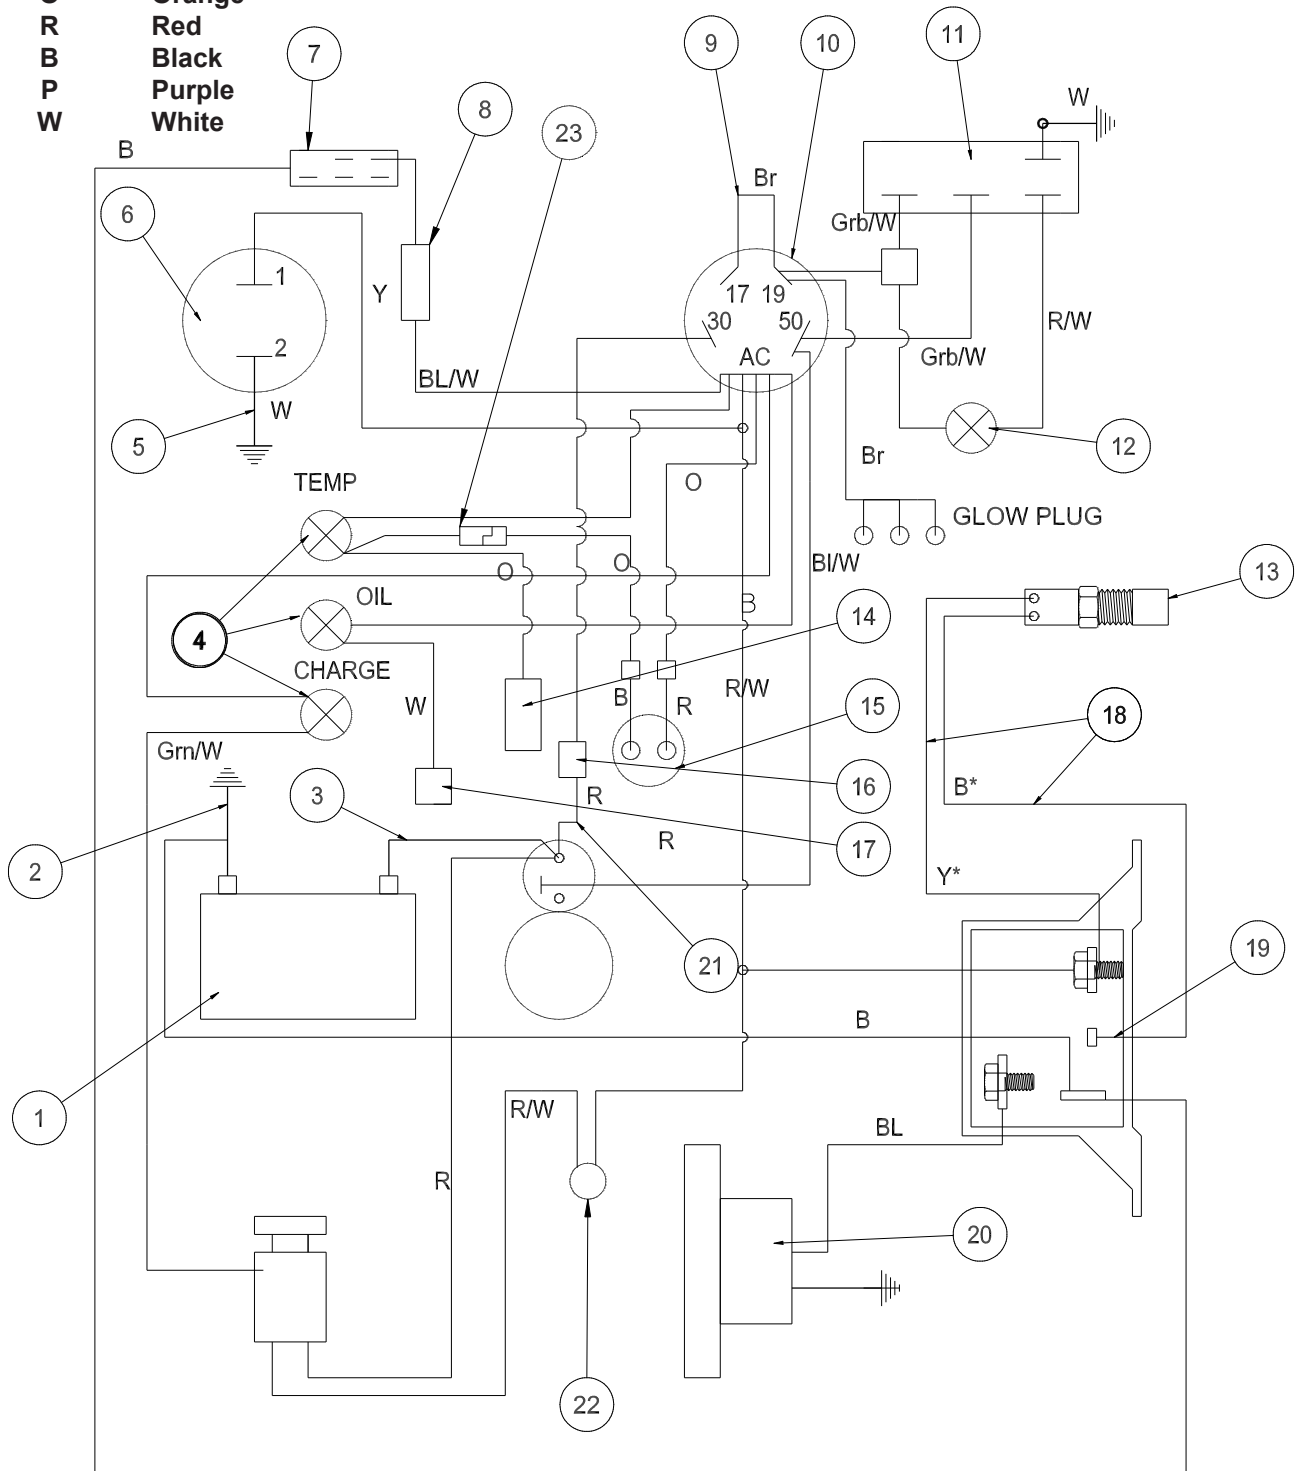 O Orange
R Red
B Black
P Purple
W White
7
8
23
9
10
11
W
B
6
Br
Grb/W
1
Y
17
19
30
50
R/W
2
AC
Grb/W
BL/W
W
5
12
Br
TEMP
O
GLOW PLUG
O
O
Bl/W
13
OIL
B
14
4
CHARGE
W
B
R
R/W
15
18
Grn/W
3
R
16
B*
R
17
2
Y*
21
19
B
1
R/W
BL
R
20
22